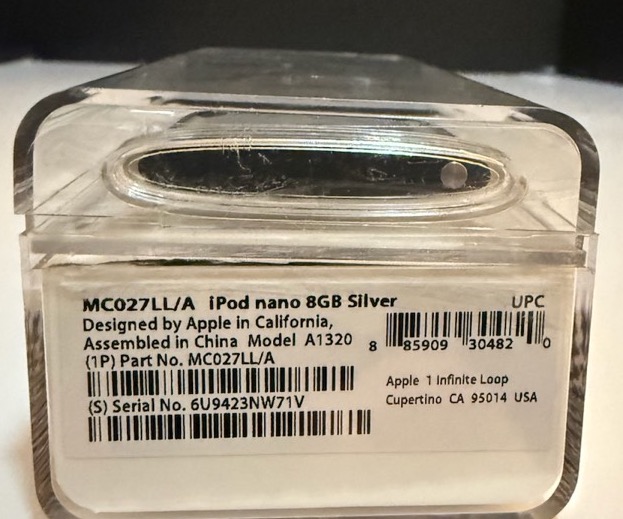 MC027LL/A iPod nano 8GB Silver
UPC
Designed by Apple in California,
Assembled in China Model A1320
8 85909 30482 0
(1P) Part No. MC027LL/A
Apple 1 Infinite Loop
Cupertino CA 95014 USA
(S) Serial No. 6U9423NW71V